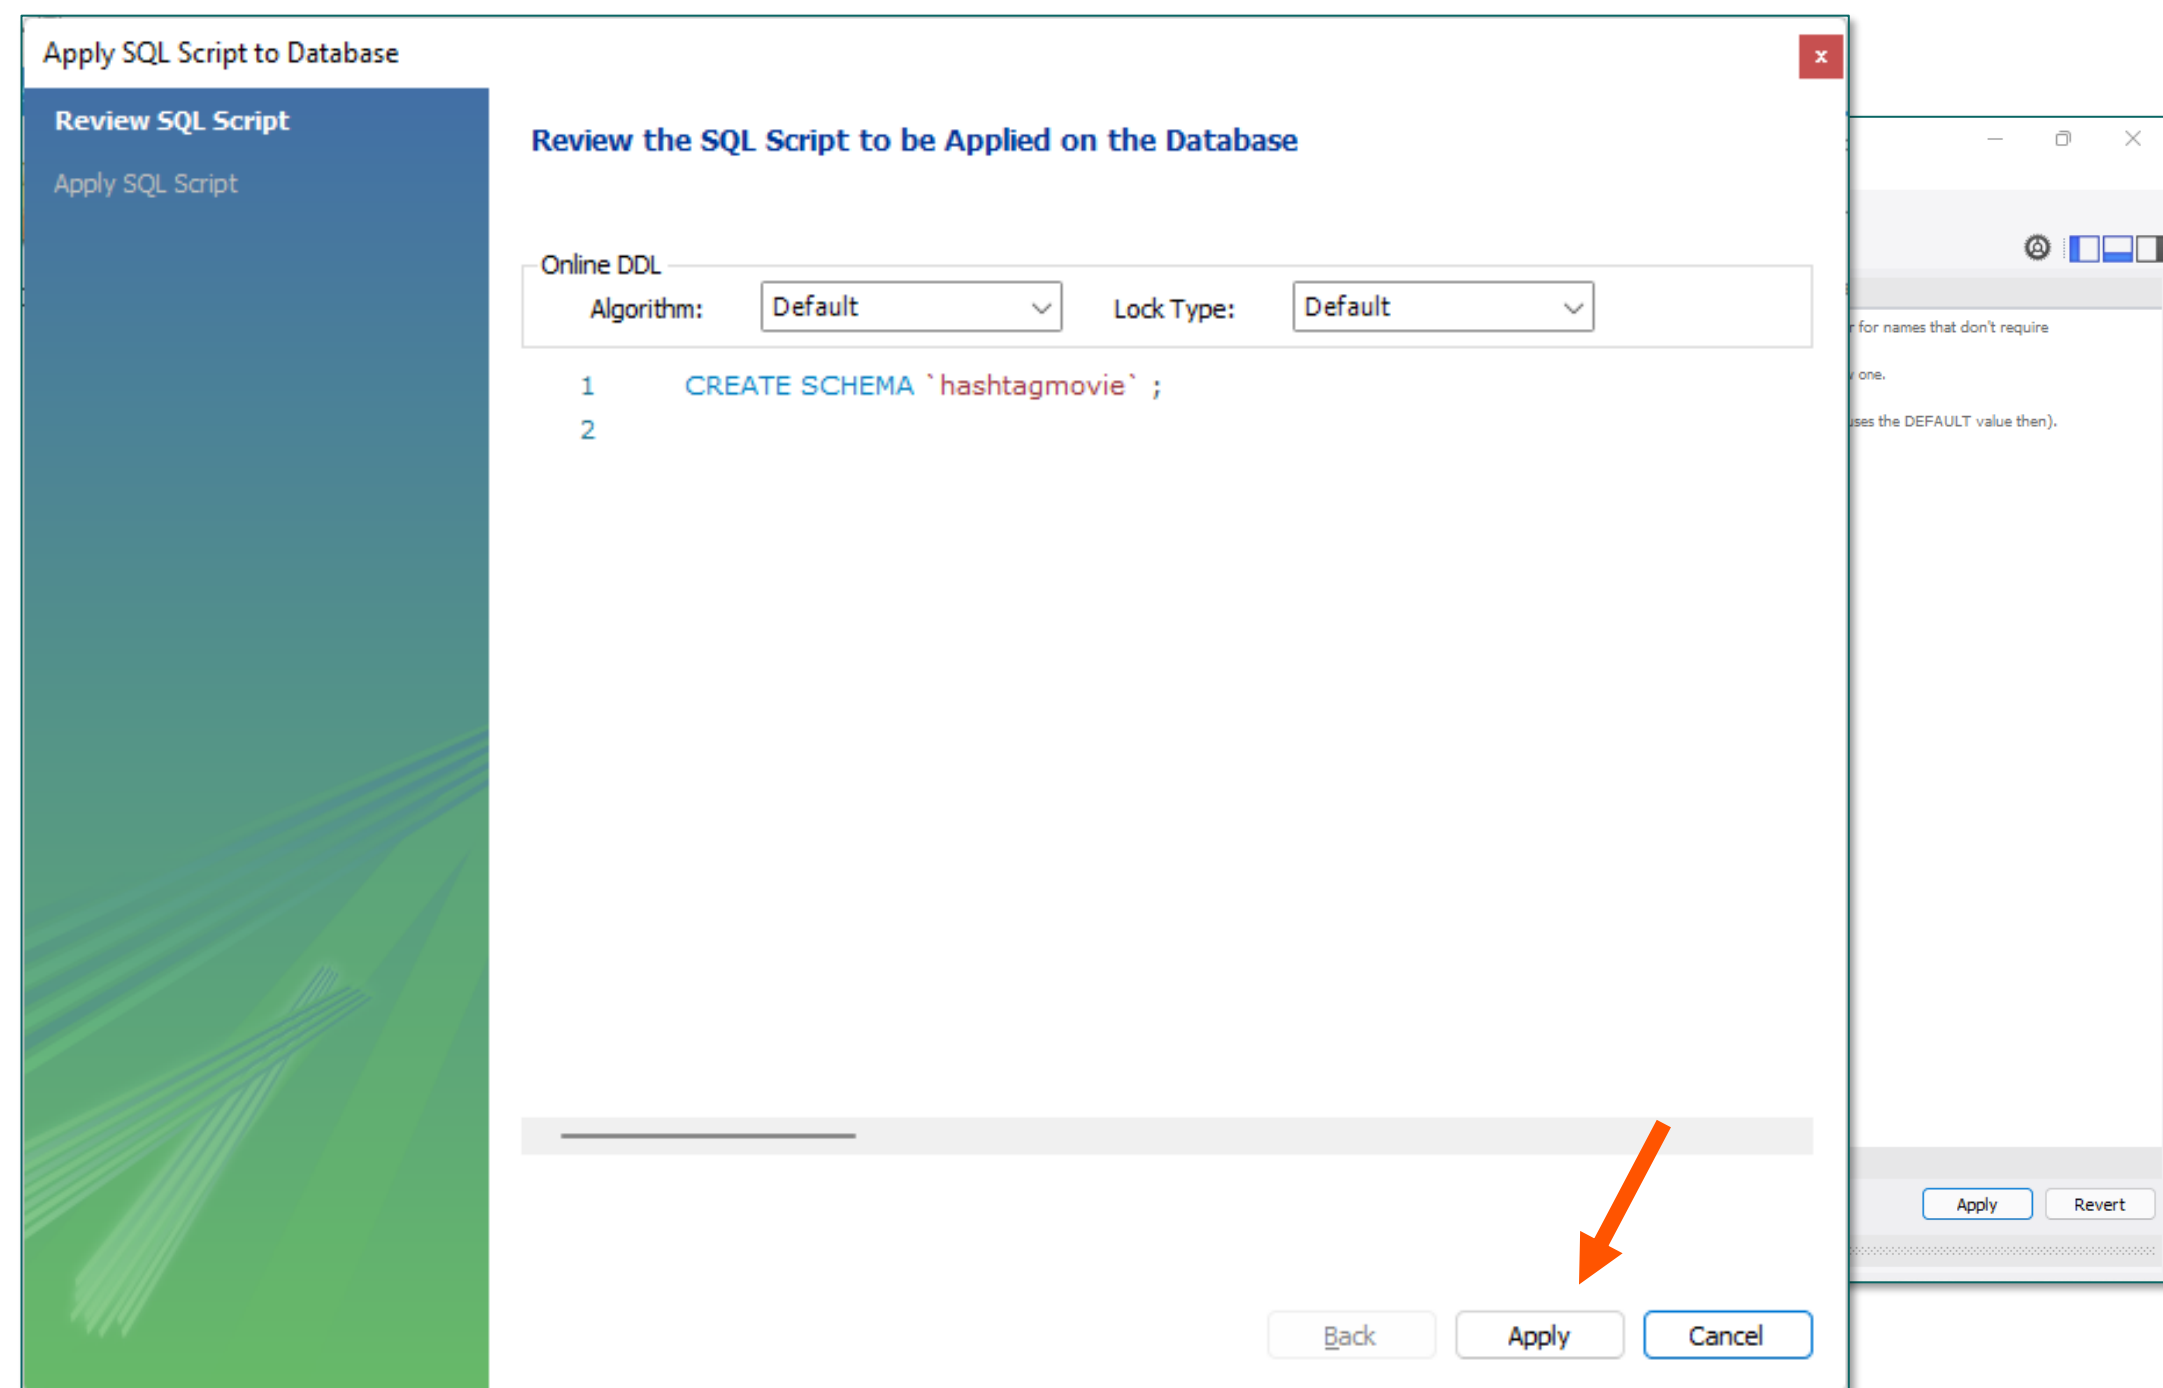 Apply SQL Script to Database
x
Review SQL Script
Apply SQL Script
Review the SQL Script to be Applied on the Database
Online DDL
Algorithm: Default Lock Type: Default
1 CREATE SCHEMA `hashtagmovie` ;
2
Back Apply Cancel
for names that don't require
one.
uses the DEFAULT value then).
Apply Revert